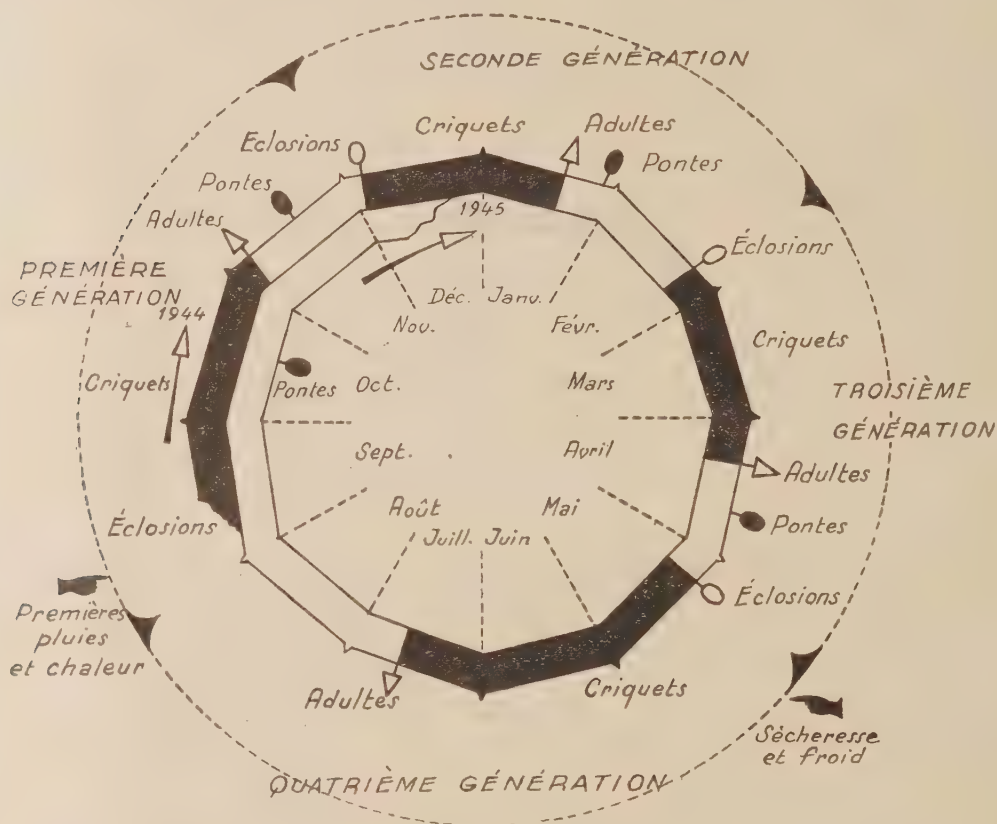 SECONDE GÉNÉRATION
Criquets
Adultes
Pontes
Eclosions
Pontes
Adultes
1945
Éclosions
PREMIÈRE
GÉNÉRATION
1944
Déc.
Janv.
Nov.
Févr.
Criquets
Criquets
Pontes
Oct.
Mars
TROISIÈME
GÉNÉRATION
Sept.
Avril
Adultes
Éclosions
Août
Mai
Pontes
Juill.
Juin
Premières
pluies
et chaleur
Éclosions
Adultes
Criquets
Sècheresse
et froid
QUATRIÈME GÉNÉRATION